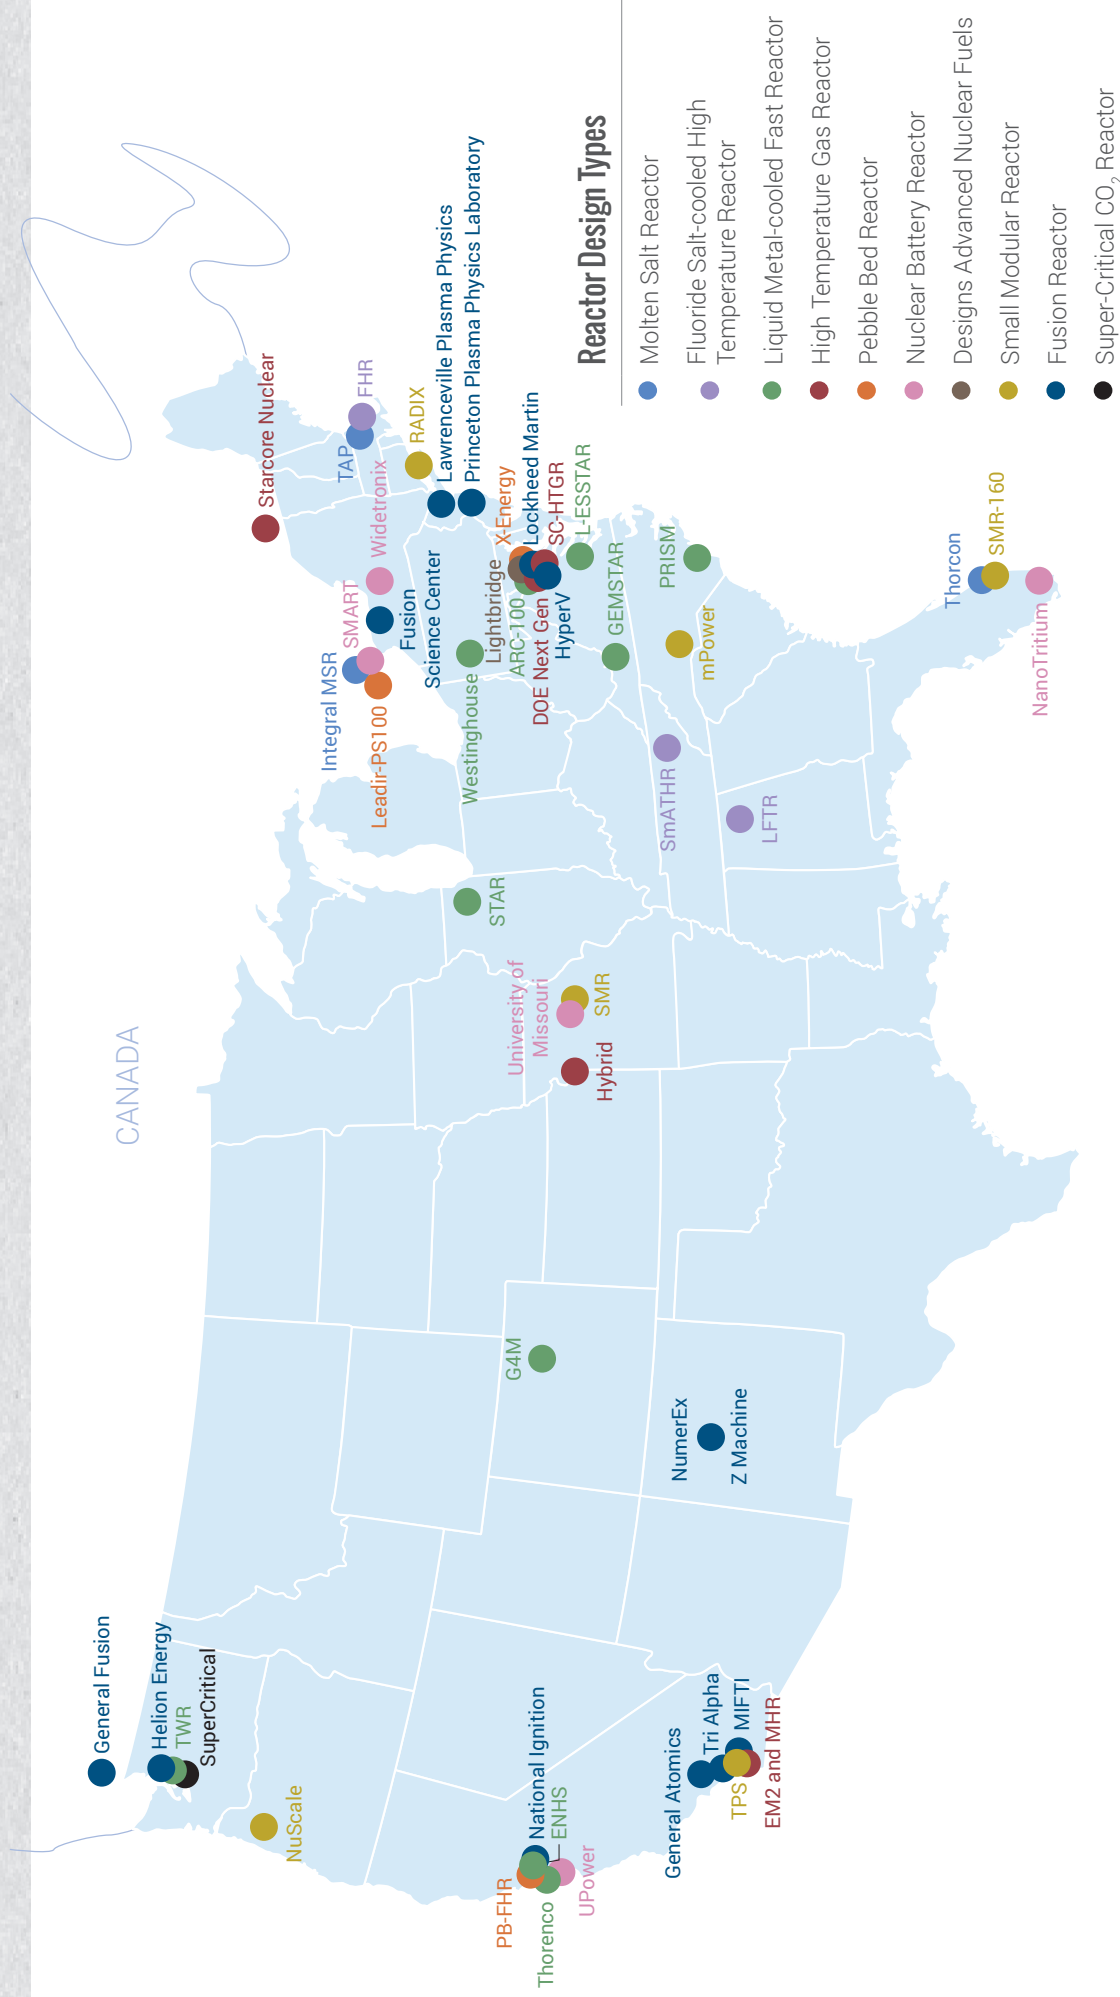 CANADA
General Fusion
Helion Energy
TWR
SuperCritical
NuScale
PB-FHR
Thorenco
National Ignition
ENHS
UPower
General Atomics
Tri Alpha
MIFTI
TPS
EM2 and MHR
G4M
NumerEx
Z Machine
Hybrid
University of
Missouri
SMR
STAR
LFTR
SmATHR
Integral MSR
Leadir-PS100
SMART
Fusion
Science Center
Widetronix
Starcore Nuclear
TAP
FHR
RADIX
Lawrenceville Plasma Physics
Princeton Plasma Physics Laboratory
Westinghouse
Lightbridge
ARC-100
DOE Next Gen
HyperV
X-Energy
Lockheed Martin
SC-HTGR
L-ESSTAR
GEMSTAR
PRISM
mPower
Thorcon
SMR-160
NanoTritium
Reactor Design Types
Molten Salt Reactor
Fluoride Salt-cooled High
Temperature Reactor
Liquid Metal-cooled Fast Reactor
High Temperature Gas Reactor
Pebble Bed Reactor
Nuclear Battery Reactor
Designs Advanced Nuclear Fuels
Small Modular Reactor
Fusion Reactor
Super-Critical CO₂ Reactor